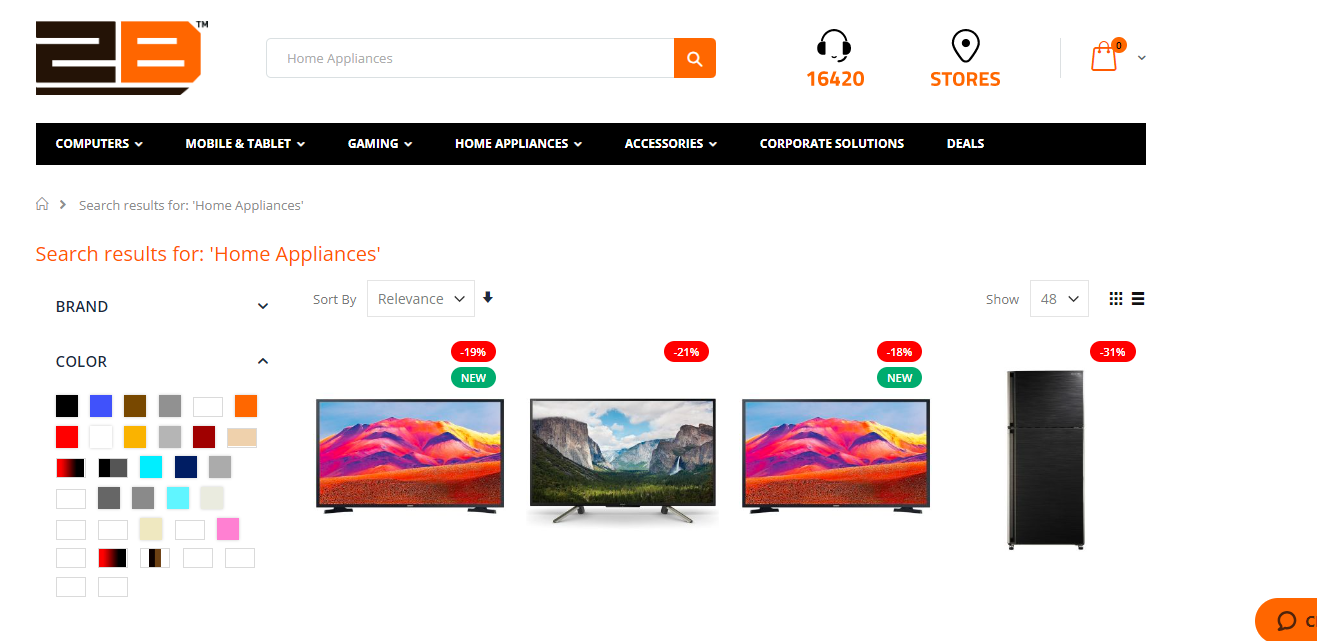 2B™
Home Appliances
16420
STORES
0
COMPUTERS
MOBILE & TABLET
GAMING
HOME APPLIANCES
ACCESSORIES
CORPORATE SOLUTIONS
DEALS
Search results for: 'Home Appliances'
Search results for: 'Home Appliances'
BRAND
Sort By
Relevance
Show
48
COLOR
-19%
NEW
-21%
-18%
NEW
-31%
C